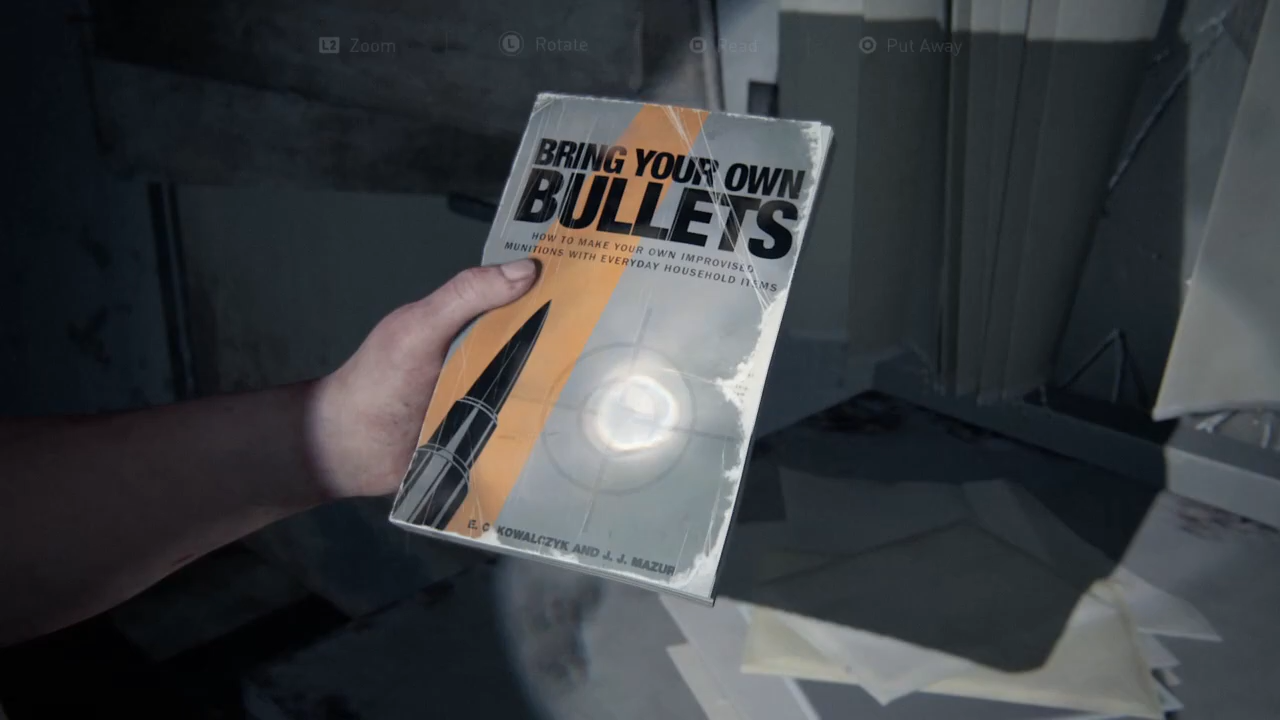 L2 Zoom L Rotate Read Put Away
BRING YOUR OWN
BULLETS
HOW TO MAKE YOUR OWN IMPROVISED
MUNITIONS WITH EVERYDAY HOUSEHOLD ITEMS
E. C. KOWALCZYK AND J. J. MAZUR